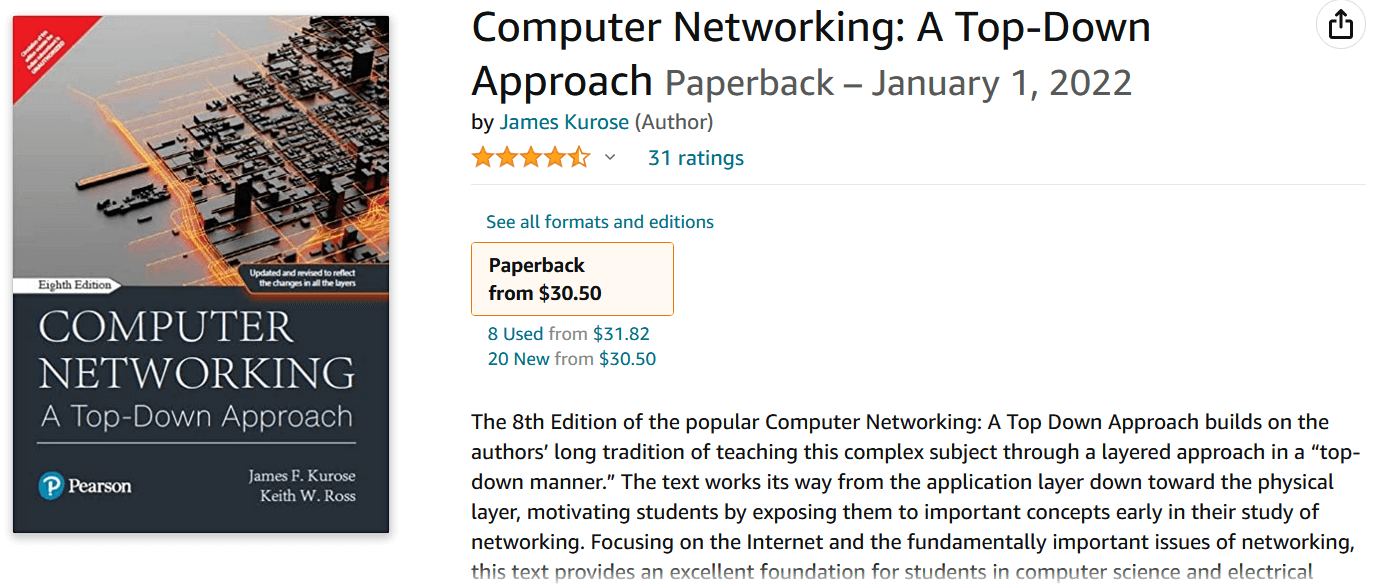 Computer Networking: A Top-Down
Approach Paperback – January 1, 2022
by James Kurose (Author)
31 ratings
See all formats and editions
Paperback
from $30.50
8 Used from $31.82
20 New from $30.50
The 8th Edition of the popular Computer Networking: A Top Down Approach builds on the
authors’ long tradition of teaching this complex subject through a layered approach in a “top-
down manner.” The text works its way from the application layer down toward the physical
layer, motivating students by exposing them to important concepts early in their study of
networking. Focusing on the Internet and the fundamentally important issues of networking,
this text provides an excellent foundation for students in computer science and electrical
Eighth Edition
Updated and revised to reflect
the changes in all the layers
COMPUTER
NETWORKING
A Top-Down Approach
Pearson
James F. Kurose
Keith W. Ross